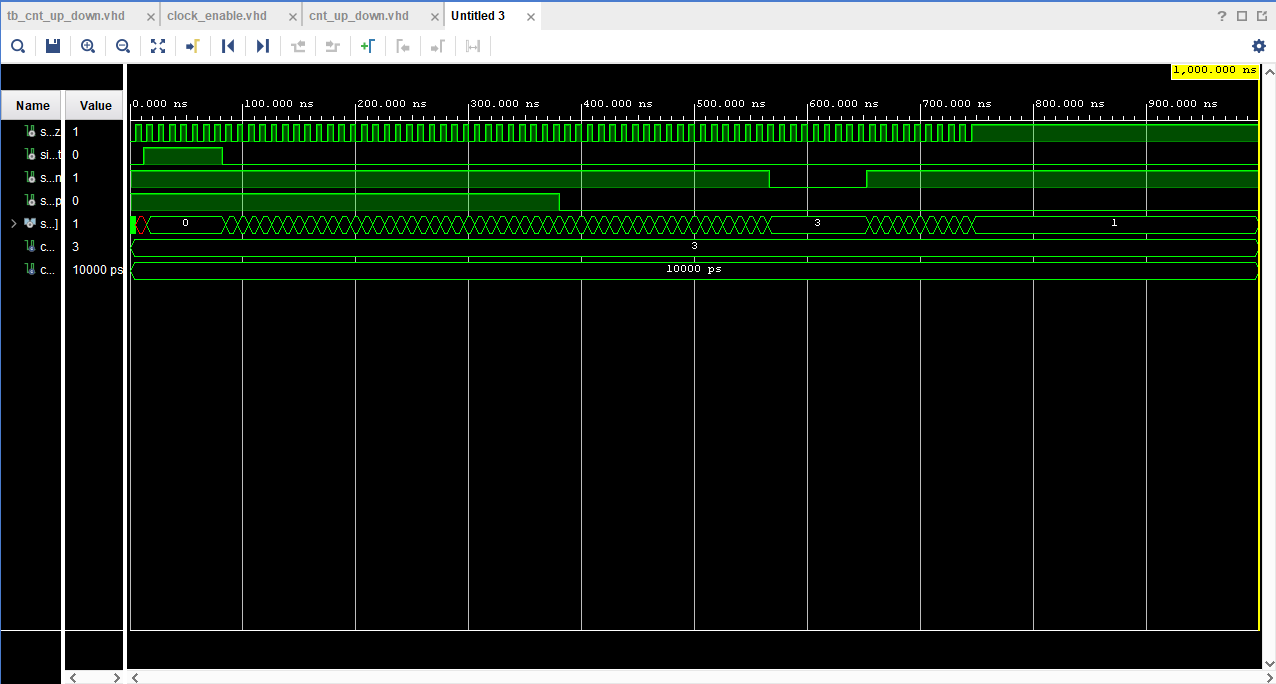 tb_cnt_up_down.vhd clock_enable.vhd cnt_up_down.vhd Untitled 3
1,000.000 ns
Name Value 0.000 ns 100.000 ns 200.000 ns 300.000 ns 400.000 ns 500.000 ns 600.000 ns 700.000 ns 800.000 ns 900.000 ns
s...z 1
si...t 0
s...n 1
s...p 0
s...] 1 0 3 1
c... 3 3
c... 10000 ps 10000 ps